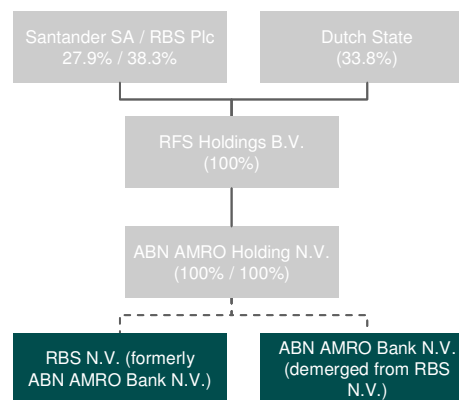 Santander SA / RBS Plc
27.9% / 38.3%
Dutch State
(33.8%)
RFS Holdings B.V.
(100%)
ABN AMRO Holding N.V.
(100% / 100%)
RBS N.V. (formerly
ABN AMRO Bank N.V.)
ABN AMRO Bank N.V.
(demerged from RBS
N.V.)